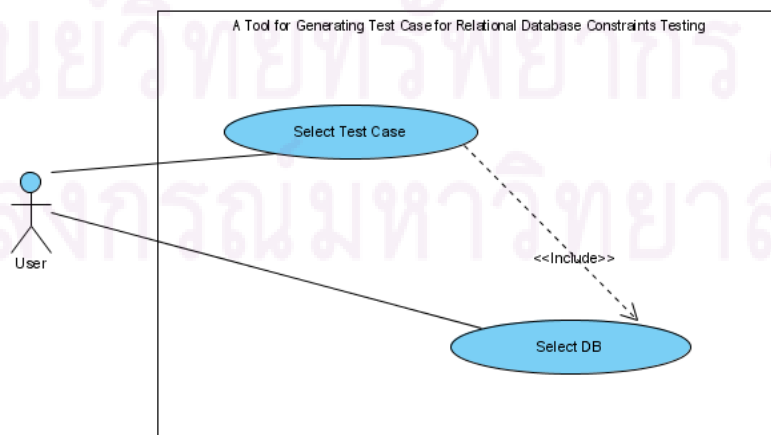 A Tool for Generating Test Case for Relational Database Constraints Testing
Select Test Case
User
<<Include>>
Select DB